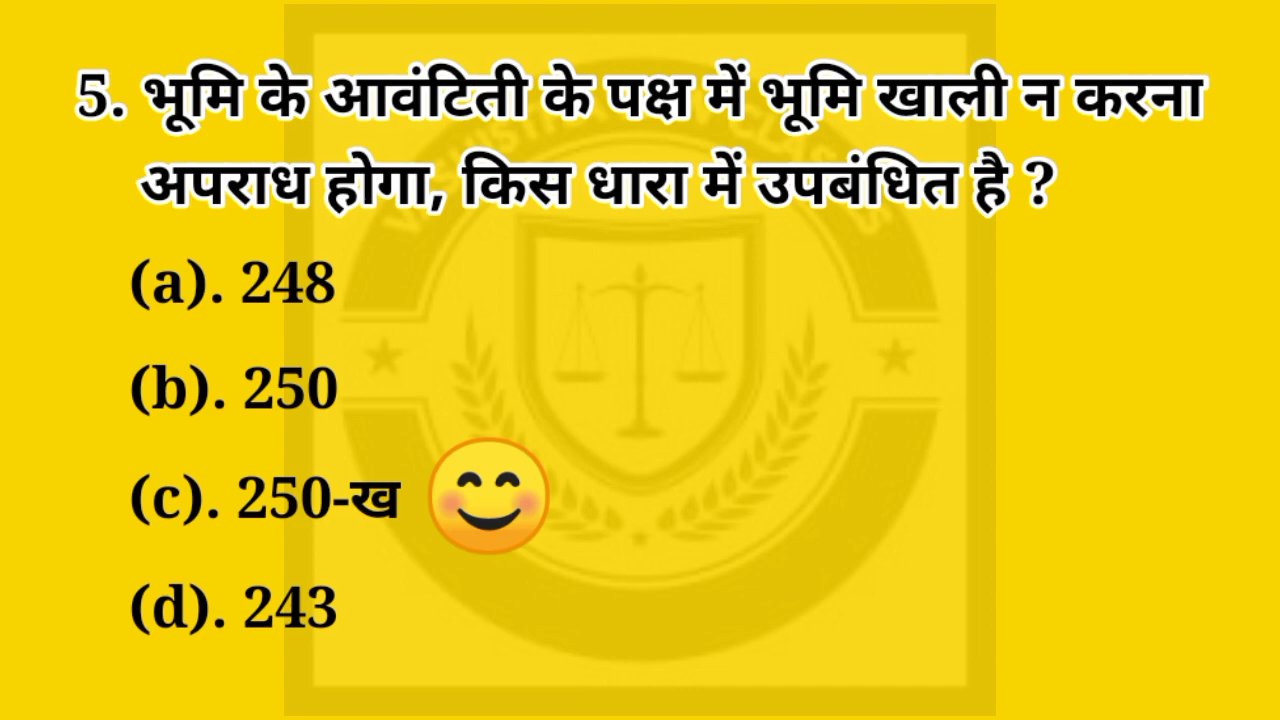 5. भूमि के आवंटिती के पक्ष में भूमि खाली न करना
अपराध होगा, किस धारा में उपबंधित है ?
(a). 248
(b). 250
(c). 250-ख
(d). 243